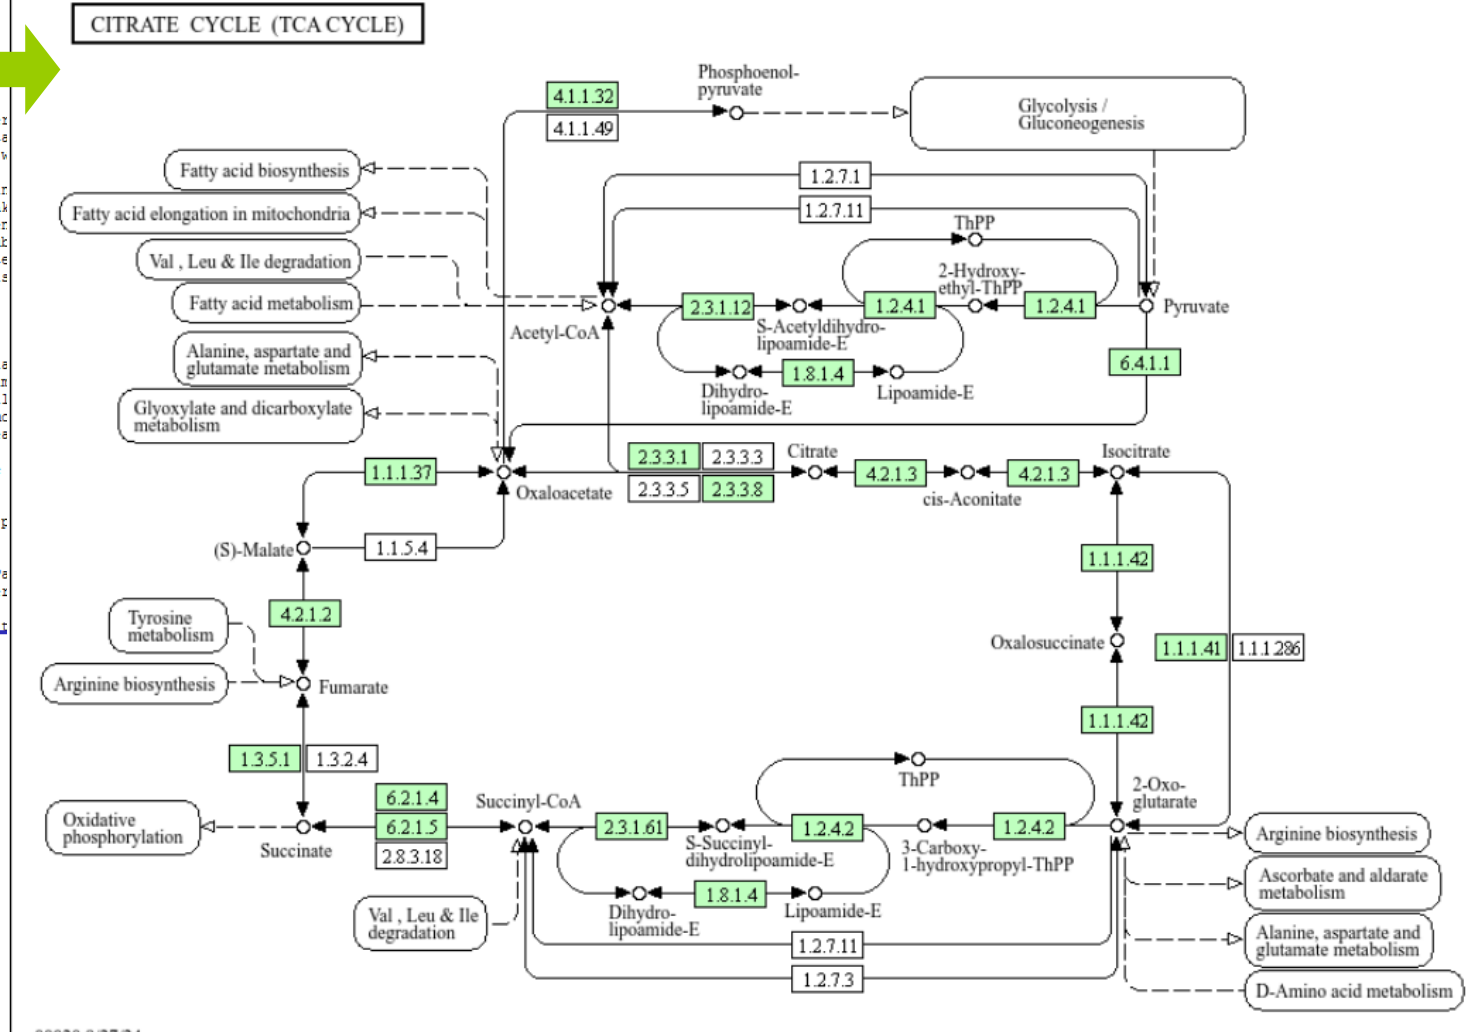 CITRATE CYCLE (TCA CYCLE)
Phosphoenol-
pyruvate
4.1.1.32
4.1.1.49
Glycolysis /
Gluconeogenesis
Fatty acid biosynthesis
1.2.7.1
Fatty acid elongation in mitochondria
1.2.7.11
ThPP
Val , Leu & Ile degradation
2-Hydroxy-
ethyl-ThPP
Fatty acid metabolism
Acetyl-CoA
2.3.1.12
S-Acetyldihydro-
lipoamide-E
1.2.4.1
1.2.4.1
Pyruvate
Alanine, aspartate and
glutamate metabolism
1.8.1.4
6.4.1.1
Dihydro-
lipoamide-E
Lipoamide-E
Glyoxylate and dicarboxylate
metabolism
1.1.1.37
Oxaloacetate
2.3.3.1
2.3.3.3
2.3.3.5
2.3.3.8
Citrate
4.2.1.3
cis-Aconitate
4.2.1.3
Isocitrate
(S)-Malate
1.1.5.4
1.1.1.42
Tyrosine
metabolism
4.2.1.2
Oxalosuccinate
1.1.1.41
1.1.1.286
Arginine biosynthesis
Fumarate
1.1.1.42
1.3.5.1
1.3.2.4
ThPP
Oxidative
phosphorylation
Succinate
6.2.1.4
6.2.1.5
2.8.3.18
Succinyl-CoA
2.3.1.61
S-Succinyl-
dihydrolipoamide-E
1.2.4.2
3-Carboxy-
1-hydroxypropyl-ThPP
1.2.4.2
2-Oxo-
glutarate
Arginine biosynthesis
Ascorbate and aldarate
metabolism
1.8.1.4
Dihydro-
lipoamide-E
Lipoamide-E
Val , Leu & Ile
degradation
1.2.7.11
Alanine, aspartate and
glutamate metabolism
1.2.7.3
D-Amino acid metabolism